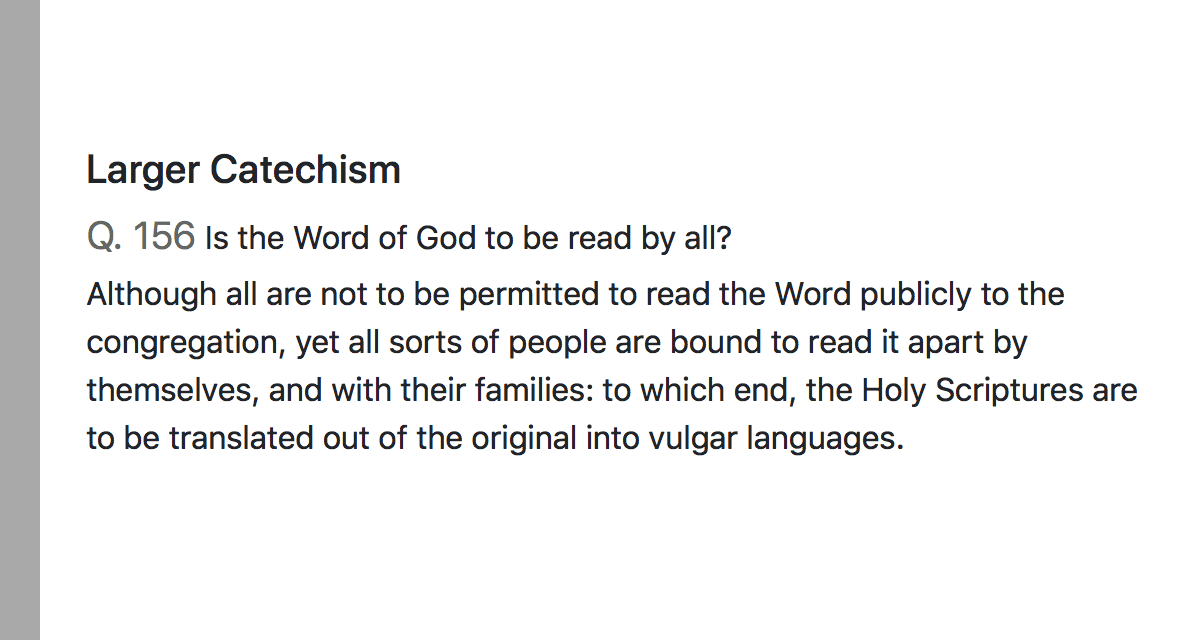 Larger Catechism
Q. 156 Is the Word of God to be read by all?
Although all are not to be permitted to read the Word publicly to the
congregation, yet all sorts of people are bound to read it apart by
themselves, and with their families: to which end, the Holy Scriptures are
to be translated out of the original into vulgar languages.